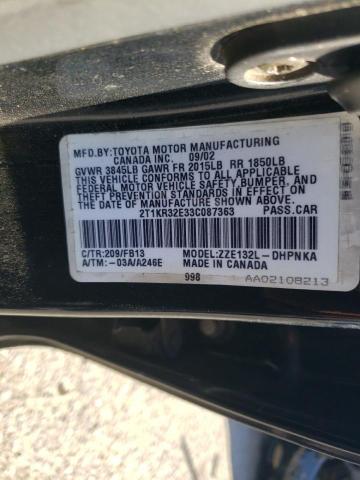 MFD.BY:TOYOTA MOTOR MANUFACTURING
CANADA INC. 09/02
GVWR 3845LB GAWR FR 2015LB RR 1850LB
THIS VEHICLE CONFORMS TO ALL APPLICABLE
FEDERAL MOTOR VEHICLE SAFETY,BUMPER, AND
THEFT PREVENTION STANDARDS IN EFFECT ON
THE DATE OF MANUFACTURE SHOWN ABOVE.
2T1KR32E33C087363 PASS.CAR
C/TR:209/FB13 MODEL:ZZE132L-DHPNKA
A/TM:-03A/A246E MADE IN CANADA
998 AA02108213